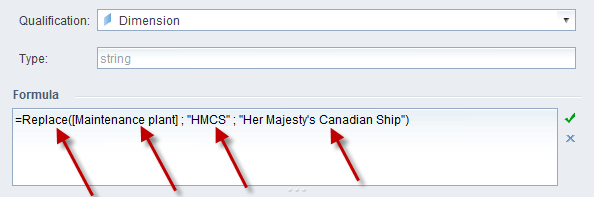 Qualification: Dimension
Type: string
Formula
=Replace([Maintenance plant] ; "HMCS" ; "Her Majesty's Canadian Ship")